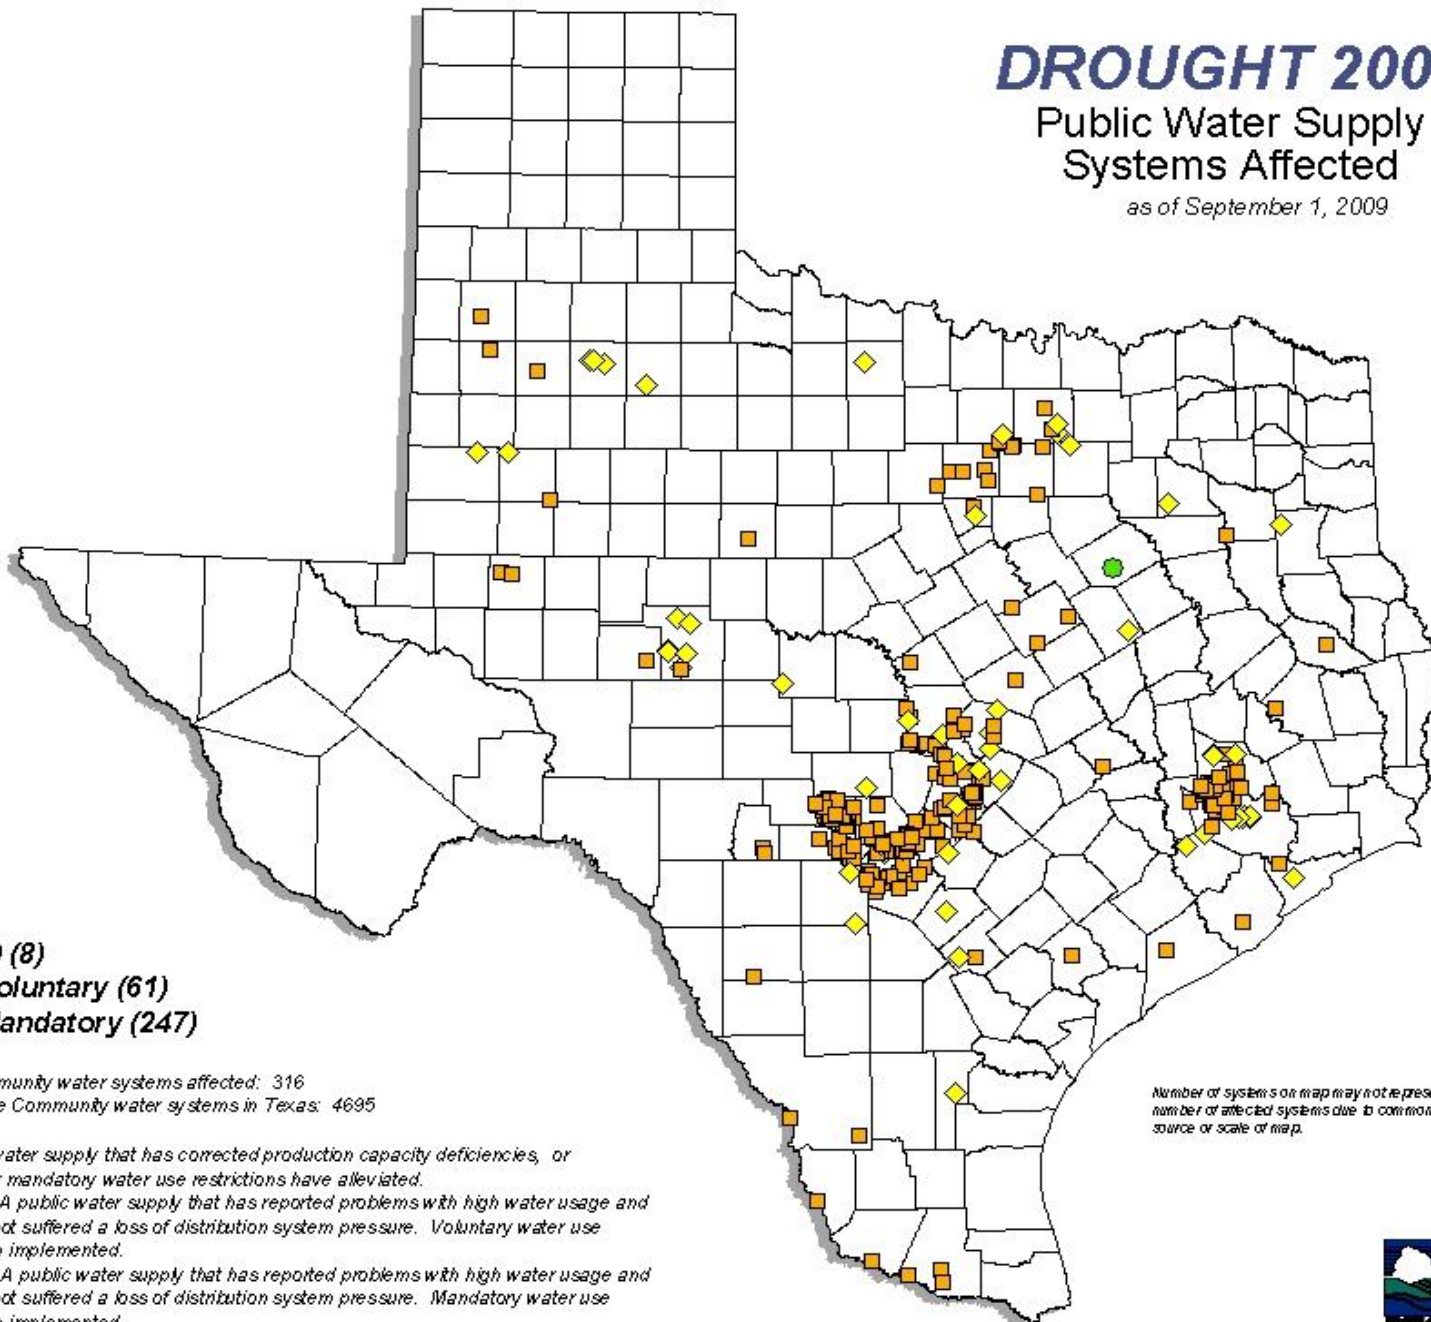 DROUGHT 200
Public Water Supply
Systems Affected
as of September 1, 2009
(8)
oluntary (61)
andatory (247)
munity water systems affected: 316
e Community water systems in Texas: 4695
water supply that has corrected production capacity deficiencies, or
mandatory water use restrictions have alleviated.
A public water supply that has reported problems with high water usage and
ot suffered a loss of distribution system pressure. Voluntary water use
implemented.
A public water supply that has reported problems with high water usage and
ot suffered a loss of distribution system pressure. Mandatory water use
implemented.
Number of systems on map may not represe
number of affected systems due to common
source or scale of map.